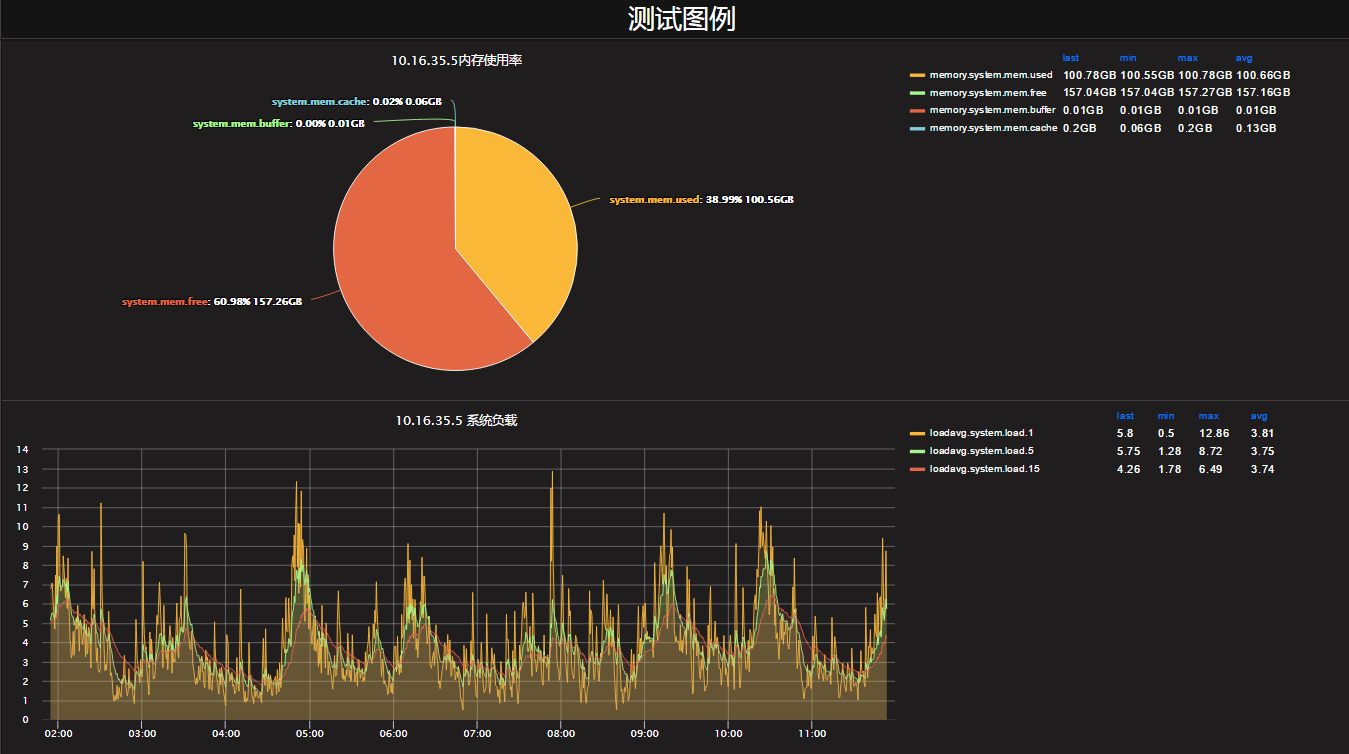 测试图例
10.16.35.5内存使用率
system.mem.cache: 0.02% 0.06GB
system.mem.buffer: 0.00% 0.01GB
system.mem.used: 38.99% 100.56GB
system.mem.free: 60.98% 157.26GB
last min max avg
memory.system.mem.used 100.78GB 100.55GB 100.78GB 100.66GB
memory.system.mem.free 157.04GB 157.04GB 157.27GB 157.16GB
memory.system.mem.buffer 0.01GB 0.01GB 0.01GB 0.01GB
memory.system.mem.cache 0.2GB 0.06GB 0.2GB 0.13GB
10.16.35.5 系统负载
14
13
12
11
10
9
8
7
6
5
4
3
2
1
0
02:00 03:00 04:00 05:00 06:00 07:00 08:00 09:00 10:00 11:00
last min max avg
loadavg.system.load.1 5.8 0.5 12.86 3.81
loadavg.system.load.5 5.75 1.28 8.72 3.75
loadavg.system.load.15 4.26 1.78 6.49 3.74